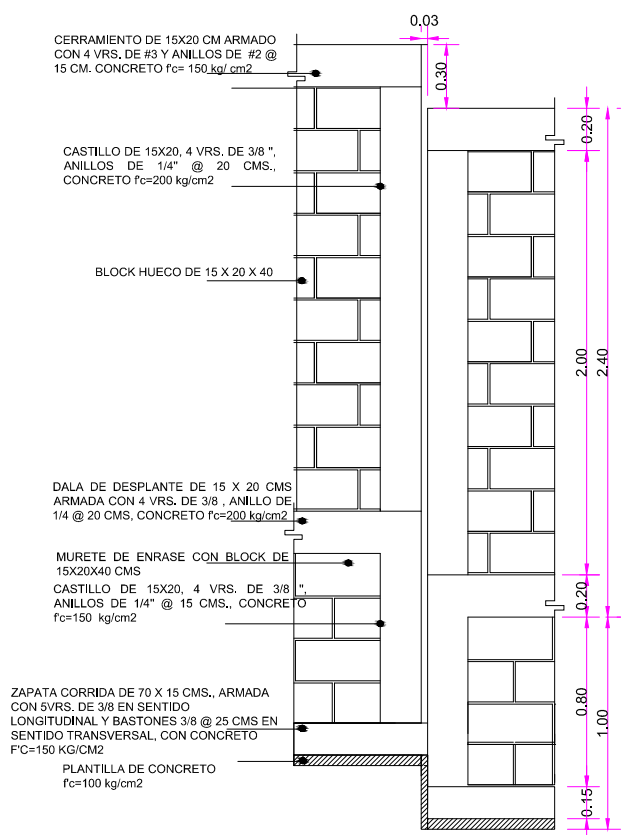 0.03
CERRAMIENTO DE 15X20 CM ARMADO
CON 4 VRS. DE #3 Y ANILLOS DE #2 @
15 CM. CONCRETO f'c= 150 kg/ cm2
0.30
0.20
CASTILLO DE 15X20, 4 VRS. DE 3/8 ",
ANILLOS DE 1/4" @ 20 CMS.,
CONCRETO f'c=200 kg/cm2
BLOCK HUECO DE 15 X 20 X 40
2.00
2.40
DALA DE DESPLANTE DE 15 X 20 CMS
ARMADA CON 4 VRS. DE 3/8 , ANILLO DE
1/4 @ 20 CMS, CONCRETO f'c=200 kg/cm2
MURETE DE ENRASE CON BLOCK DE
15X20X40 CMS
CASTILLO DE 15X20, 4 VRS. DE 3/8 ",
ANILLOS DE 1/4" @ 15 CMS., CONCRETO
f'c=150 kg/cm2
0.20
0.80
1.00
ZAPATA CORRIDA DE 70 X 15 CMS., ARMADA
CON 5VRS. DE 3/8 EN SENTIDO
LONGITUDINAL Y BASTONES 3/8 @ 25 CMS EN
SENTIDO TRANSVERSAL, CON CONCRETO
F'C=150 KG/CM2
PLANTILLA DE CONCRETO
f'c=100 kg/cm2
0.15